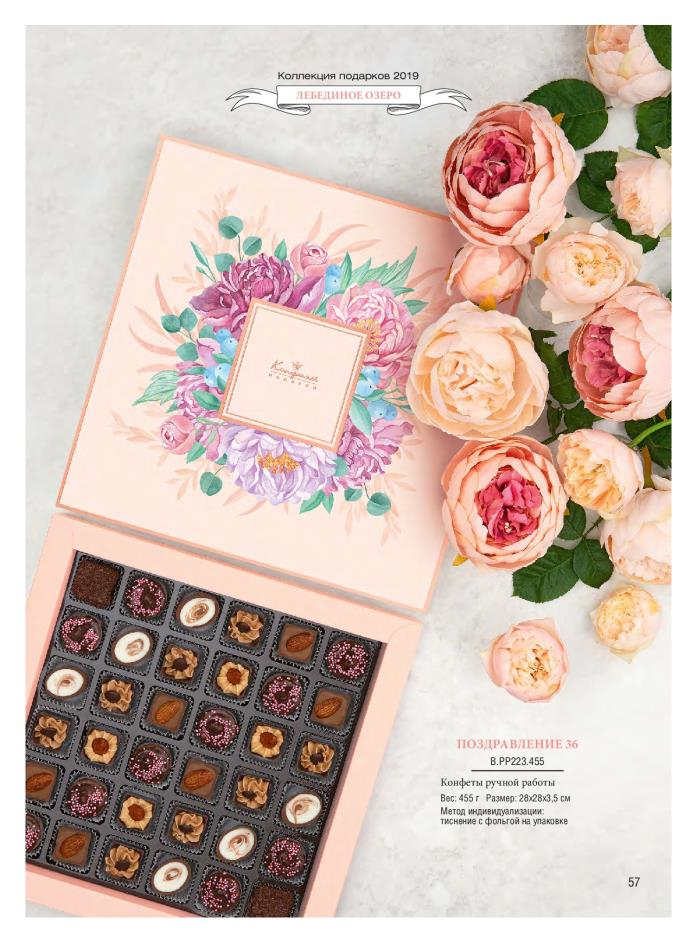 Коллекция подарков 2019
ЛЕБЕДИНОЕ ОЗЕРО
Конфаэль
ПОЗДРАВЛЕНИЕ 36
B.PP223.455
Конфеты ручной работы
Вес: 455 г Размер: 28x28x3,5 см
Метод индивидуализации:
тиснение с фольгой на упаковке
57